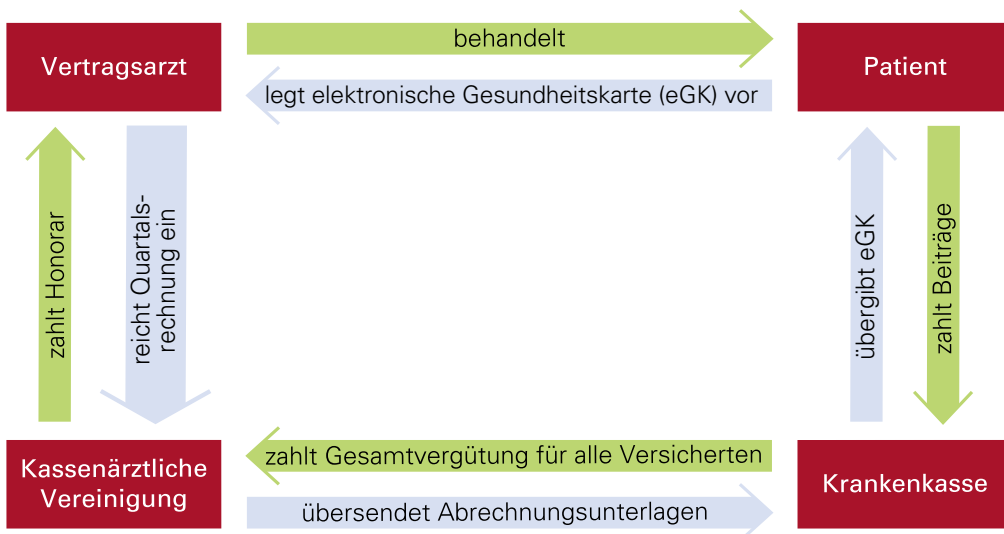 Vertragsarzt
behandelt
Patient
legt elektronische Gesundheitskarte (eGK) vor
zahlt Honorar
reicht Quartals-
rechnung ein
übergibt eGK
zahlt Beiträge
Kassenärztliche
Vereinigung
zahlt Gesamtvergütung für alle Versicherten
übersendet Abrechnungsunterlagen
Krankenkasse